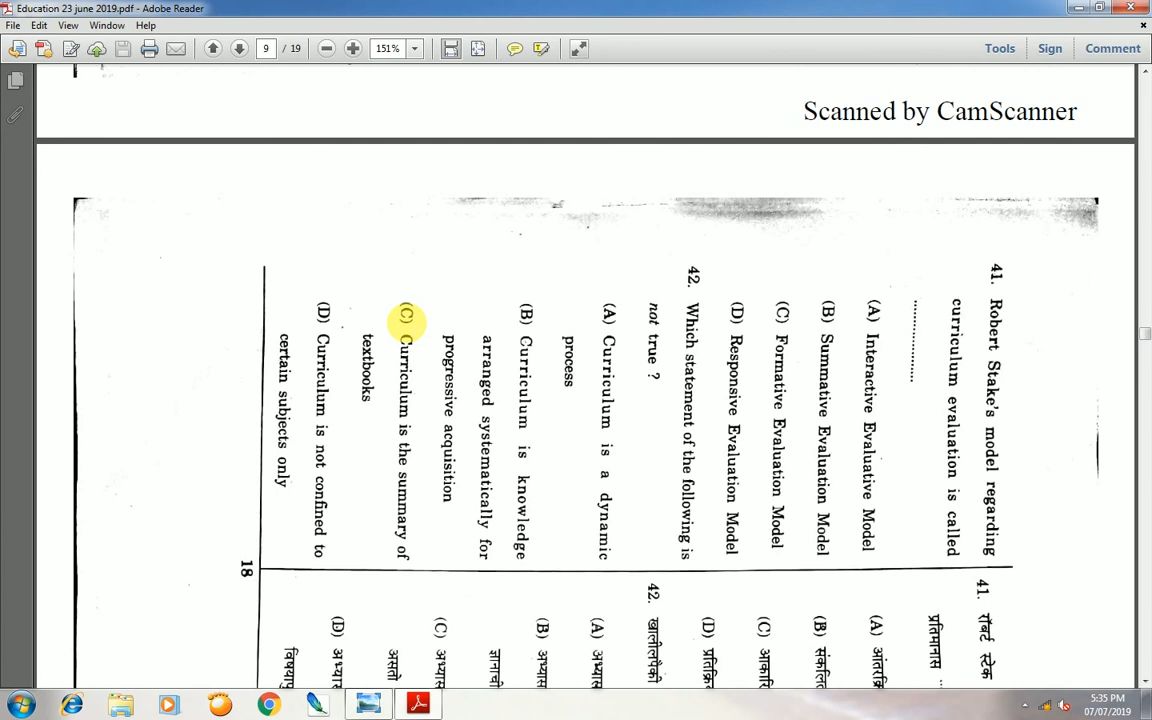 Education 23 june 2019.pdf - Adobe Reader
File Edit View Window Help
9 / 19 151% Tools Sign Comment
Scanned by CamScanner
41. Robert Stake's model regarding
curriculum evaluation is called
.....................
(A) Interactive Evaluative Model
(B) Summative Evaluation Model
(C) Formative Evaluation Model
(D) Responsive Evaluation Model
42. Which statement of the following is
not true ?
(A) Curriculum is a dynamic
process
(B) Curriculum is knowledge
arranged systematically for
progressive acquisition
(C) Curriculum is the summary of
textbooks
(D) Curriculum is not confined to
certain subjects only
18
41. रॉबर्ट स्टेक
प्रतिमानास ...
(A)
(B)
(C)
(D)
42. खालीलपैकी
(A)
(B)
ज्ञानाची
(C)
असते
(D)
5:35 PM
07/07/2019